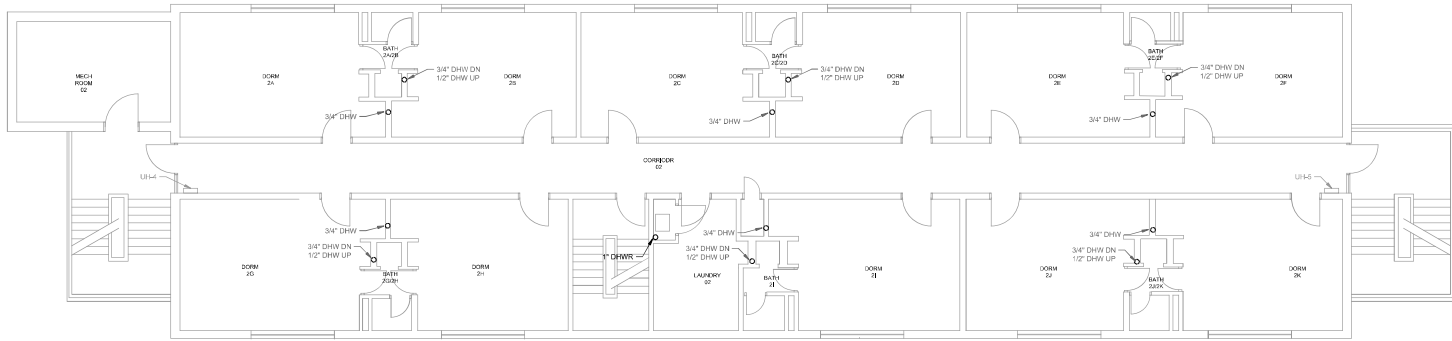 MECH
ROOM
02
DORM
2A
BATH
2A/2B
3/4" DHW DN
1/2" DHW UP
DORM
2B
3/4" DHW
DORM
2C
BATH
2C/2D
3/4" DHW DN
1/2" DHW UP
DORM
2D
3/4" DHW
DORM
2E
BATH
2E/2F
3/4" DHW DN
1/2" DHW UP
DORM
2F
3/4" DHW
CORRIDOR
02
UH-4
UH-5
DORM
2G
3/4" DHW
3/4" DHW DN
1/2" DHW UP
BATH
2G/2H
DORM
2H
1" DHWR
LAUNDRY
02
3/4" DHW
3/4" DHW DN
1/2" DHW UP
BATH
2I
DORM
2I
DORM
2J
3/4" DHW
3/4" DHW DN
1/2" DHW UP
BATH
2J/2K
DORM
2K